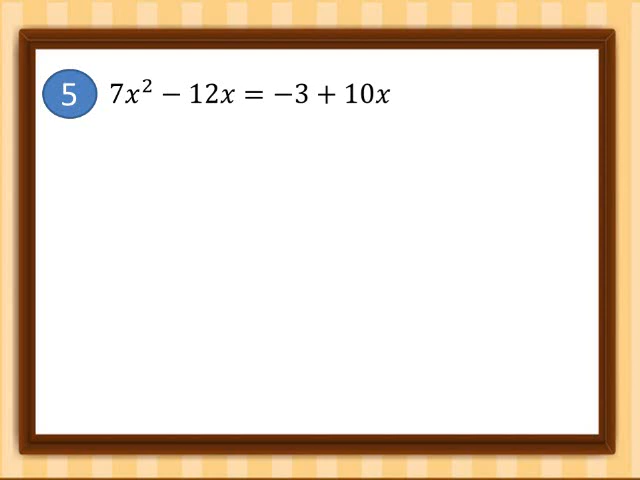 5 7x² − 12x = −3 + 10x